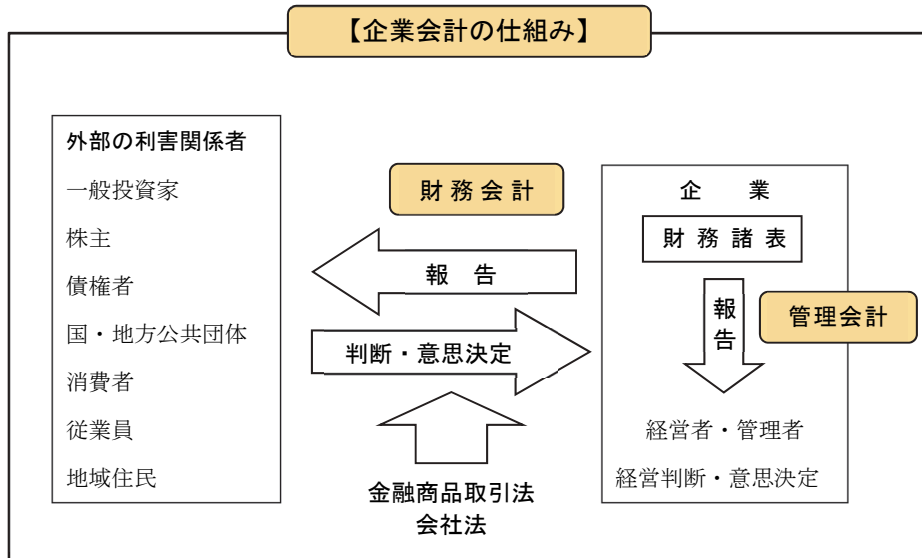 【企業会計の仕組み】
外部の利害関係者
一般投資家
株主
債権者
国・地方公共団体
消費者
従業員
地域住民
財務会計
報告
判断・意思決定
金融商品取引法
会社法
企業
財務諸表
報告
管理会計
経営者・管理者
経営判断・意思決定